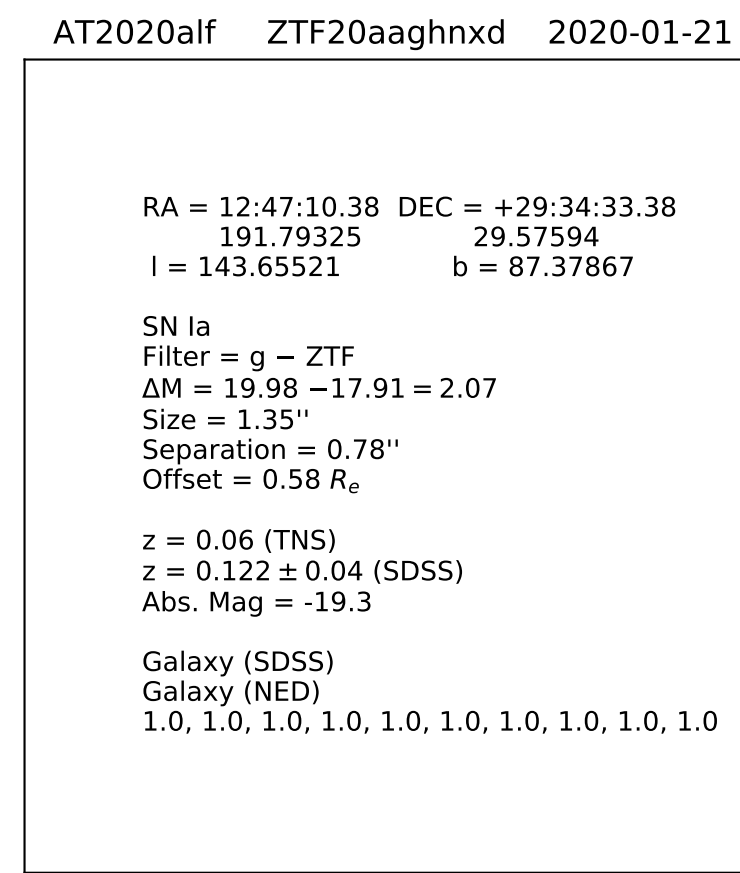 AT2020alf ZTF20aaghnxd 2020-01-21
RA = 12:47:10.38 DEC = +29:34:33.38
191.79325 29.57594
l = 143.65521 b = 87.37867
SN Ia
Filter = g − ZTF
ΔM = 19.98 −17.91 = 2.07
Size = 1.35''
Separation = 0.78''
Offset = 0.58 Rₑ
z = 0.06 (TNS)
z = 0.122 ± 0.04 (SDSS)
Abs. Mag = -19.3
Galaxy (SDSS)
Galaxy (NED)
1.0, 1.0, 1.0, 1.0, 1.0, 1.0, 1.0, 1.0, 1.0, 1.0